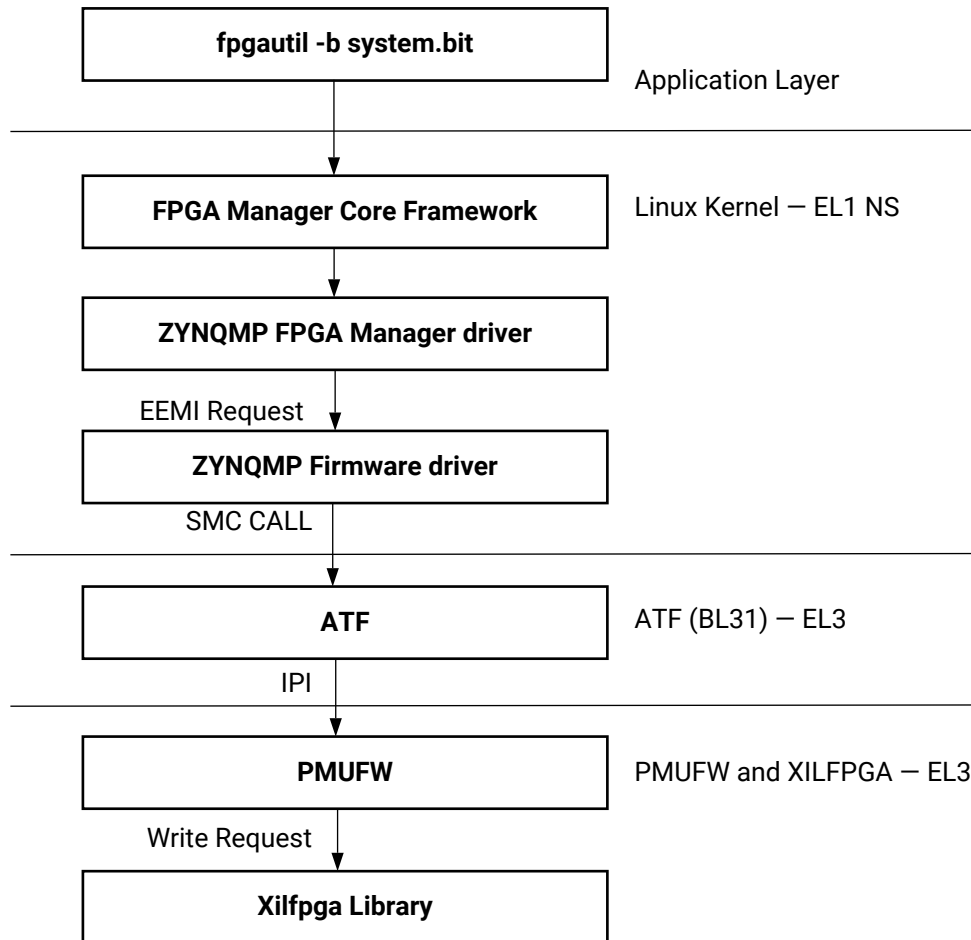 fpgautil -b system.bit
Application Layer
FPGA Manager Core Framework
Linux Kernel — EL1 NS
ZYNQMP FPGA Manager driver
EEMI Request
ZYNQMP Firmware driver
SMC CALL
ATF
ATF (BL31) — EL3
IPI
PMUFW
PMUFW and XILFPGA — EL3
Write Request
Xilfpga Library